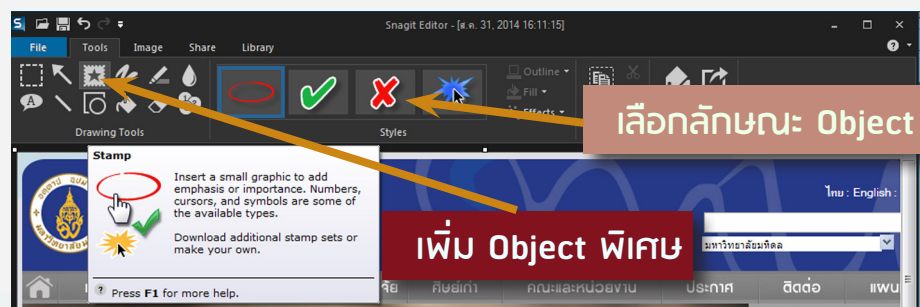 Snagit Editor - [ส.ค. 31, 2014 16:11:15]
File Tools Image Share Library
Outline
Fill
Effects
Drawing Tools
Styles
เลือกลักษณะ Object
Stamp
Insert a small graphic to add
emphasis or importance. Numbers,
cursors, and symbols are some of
the available types.
Download additional stamp sets or
make your own.
Press F1 for more help.
ไทย : English :
เพิ่ม Object พิเศษ
มหาวิทยาลัยมหิดล
ศิษย์เก่า คณะและหน่วยงาน ประกาศ ติดต่อ